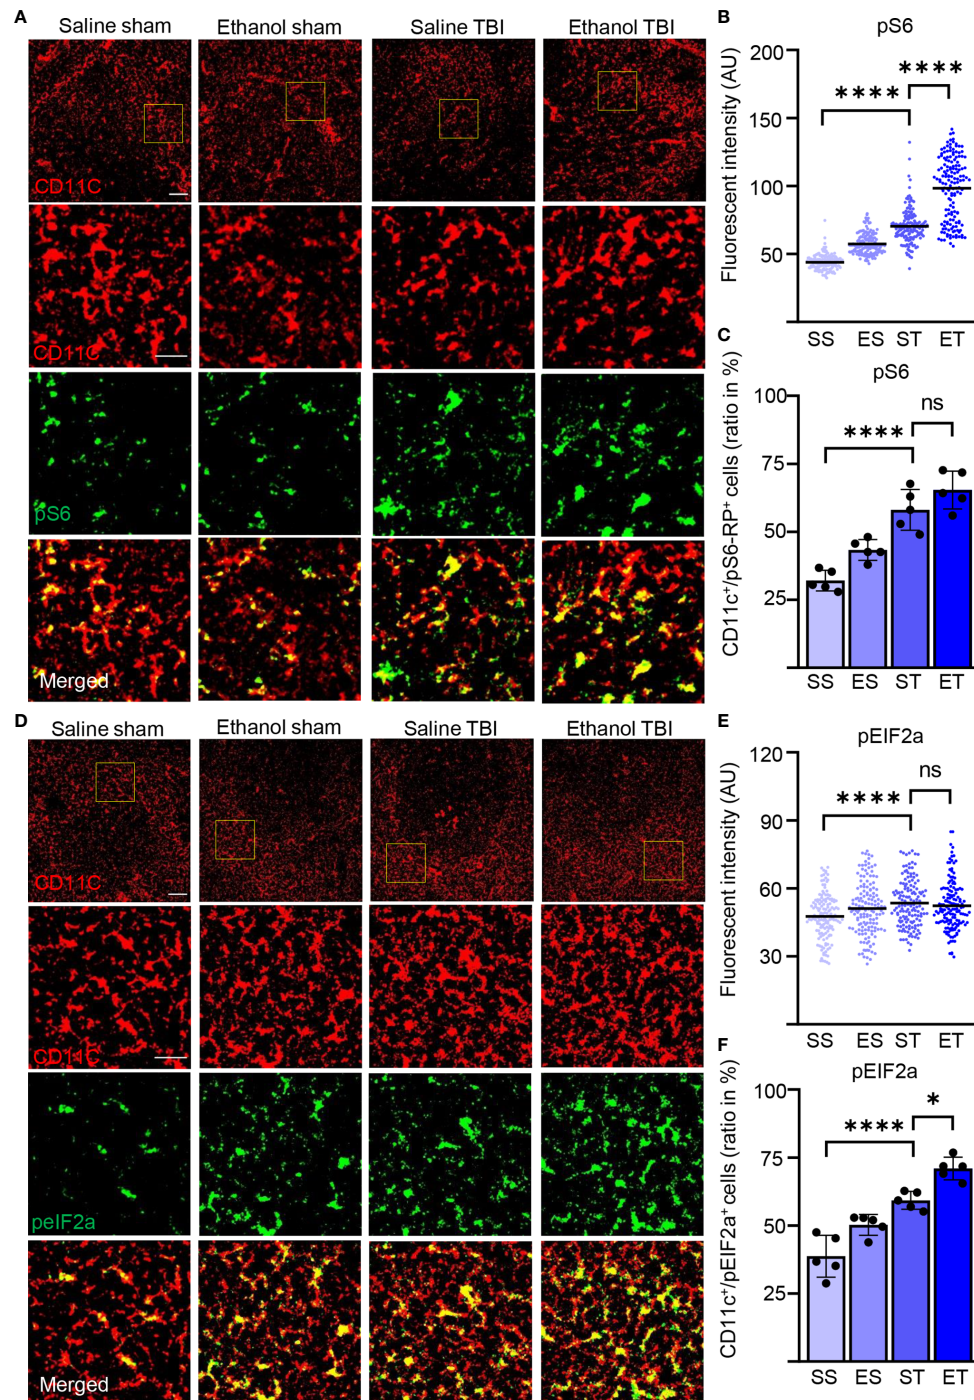 A
Saline sham
Ethanol sham
Saline TBI
Ethanol TBI
CD11C
CD11C
pS6
Merged
B
pS6
Fluorescent intensity (AU)
200
150
100
50
****
****
SS ES ST ET
C
pS6
CD11c+/pS6-RP+ cells (ratio in %)
100
75
50
25
****
ns
SS ES ST ET
D
Saline sham
Ethanol sham
Saline TBI
Ethanol TBI
CD11C
CD11C
peIF2a
Merged
E
pEIF2a
Fluorescent intensity (AU)
120
90
60
30
****
ns
SS ES ST ET
F
pEIF2a
CD11c+/pEIF2a+ cells (ratio in %)
100
75
50
25
****
*
SS ES ST ET